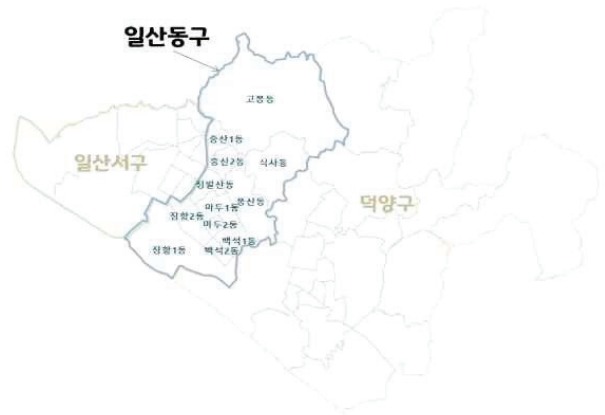 일산동구
고봉동
중산1동
중산2동
식사동
일산서구
정발산동
풍산동
덕양구
마두1동
장항2동
마두2동
백석1동
장항1동
백석2동